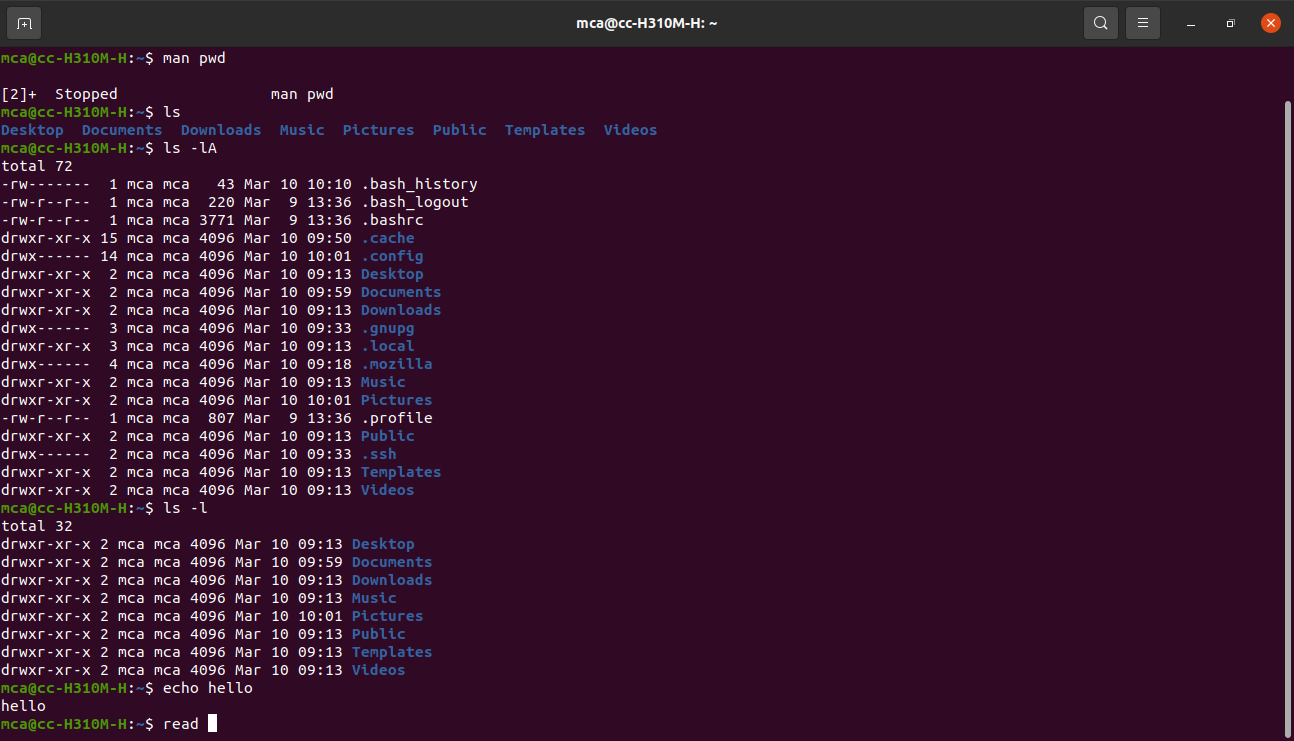 mca@cc-H310M-H: ~
mca@cc-H310M-H:~$ man pwd

[2]+  Stopped                 man pwd
mca@cc-H310M-H:~$ ls
Desktop  Documents  Downloads  Music  Pictures  Public  Templates  Videos
mca@cc-H310M-H:~$ ls -lA
total 72
-rw-------  1 mca mca   43 Mar 10 10:10 .bash_history
-rw-r--r--  1 mca mca  220 Mar  9 13:36 .bash_logout
-rw-r--r--  1 mca mca 3771 Mar  9 13:36 .bashrc
drwxr-xr-x 15 mca mca 4096 Mar 10 09:50 .cache
drwx------ 14 mca mca 4096 Mar 10 10:01 .config
drwxr-xr-x  2 mca mca 4096 Mar 10 09:13 Desktop
drwxr-xr-x  2 mca mca 4096 Mar 10 09:59 Documents
drwxr-xr-x  2 mca mca 4096 Mar 10 09:13 Downloads
drwx------  3 mca mca 4096 Mar 10 09:33 .gnupg
drwxr-xr-x  3 mca mca 4096 Mar 10 09:13 .local
drwx------  4 mca mca 4096 Mar 10 09:18 .mozilla
drwxr-xr-x  2 mca mca 4096 Mar 10 09:13 Music
drwxr-xr-x  2 mca mca 4096 Mar 10 10:01 Pictures
-rw-r--r--  1 mca mca  807 Mar  9 13:36 .profile
drwxr-xr-x  2 mca mca 4096 Mar 10 09:13 Public
drwx------  2 mca mca 4096 Mar 10 09:33 .ssh
drwxr-xr-x  2 mca mca 4096 Mar 10 09:13 Templates
drwxr-xr-x  2 mca mca 4096 Mar 10 09:13 Videos
mca@cc-H310M-H:~$ ls -l
total 32
drwxr-xr-x 2 mca mca 4096 Mar 10 09:13 Desktop
drwxr-xr-x 2 mca mca 4096 Mar 10 09:59 Documents
drwxr-xr-x 2 mca mca 4096 Mar 10 09:13 Downloads
drwxr-xr-x 2 mca mca 4096 Mar 10 09:13 Music
drwxr-xr-x 2 mca mca 4096 Mar 10 10:01 Pictures
drwxr-xr-x 2 mca mca 4096 Mar 10 09:13 Public
drwxr-xr-x 2 mca mca 4096 Mar 10 09:13 Templates
drwxr-xr-x 2 mca mca 4096 Mar 10 09:13 Videos
mca@cc-H310M-H:~$ echo hello
hello
mca@cc-H310M-H:~$ read